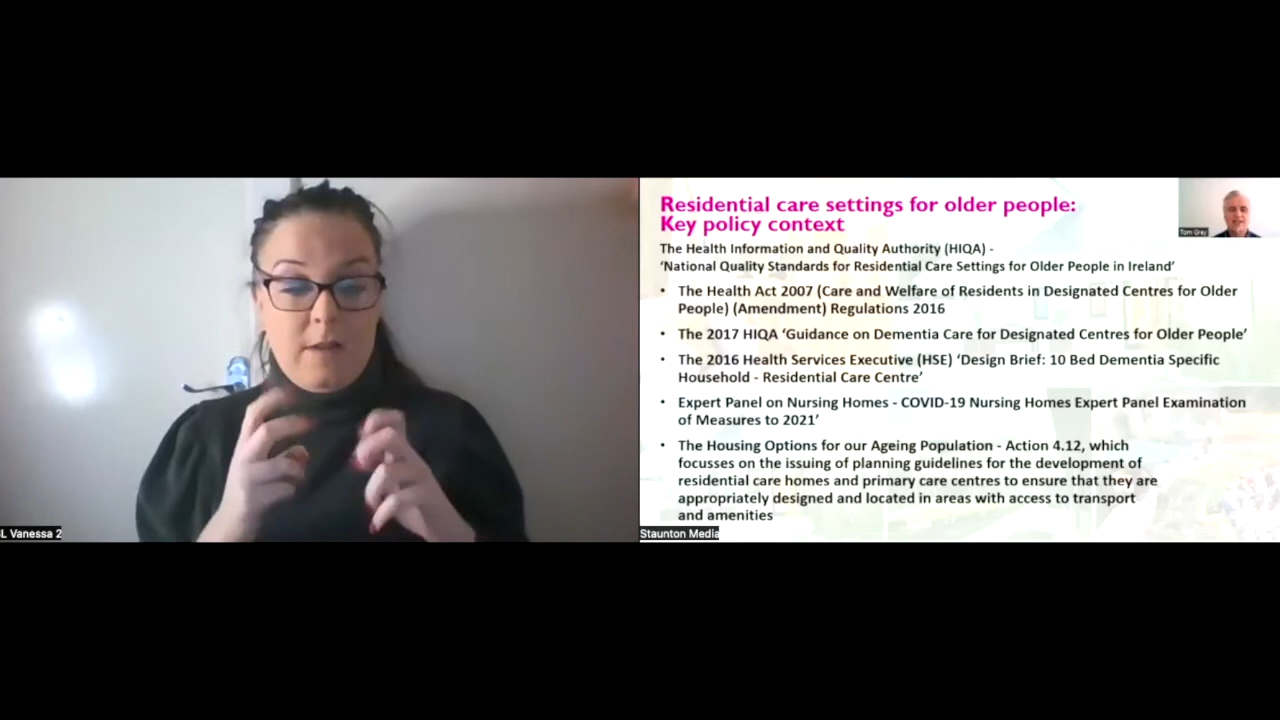 Residential care settings for older people:
Key policy context
Tom Grey
The Health Information and Quality Authority (HIQA) -
‘National Quality Standards for Residential Care Settings for Older People in Ireland’
• The Health Act 2007 (Care and Welfare of Residents in Designated Centres for Older
People) (Amendment) Regulations 2016
• The 2017 HIQA ‘Guidance on Dementia Care for Designated Centres for Older People’
• The 2016 Health Services Executive (HSE) ‘Design Brief: 10 Bed Dementia Specific
Household - Residential Care Centre’
• Expert Panel on Nursing Homes - COVID-19 Nursing Homes Expert Panel Examination
of Measures to 2021’
• The Housing Options for our Ageing Population - Action 4.12, which
focusses on the issuing of planning guidelines for the development of
residential care homes and primary care centres to ensure that they are
appropriately designed and located in areas with access to transport
and amenities
L Vanessa 2
Staunton Media